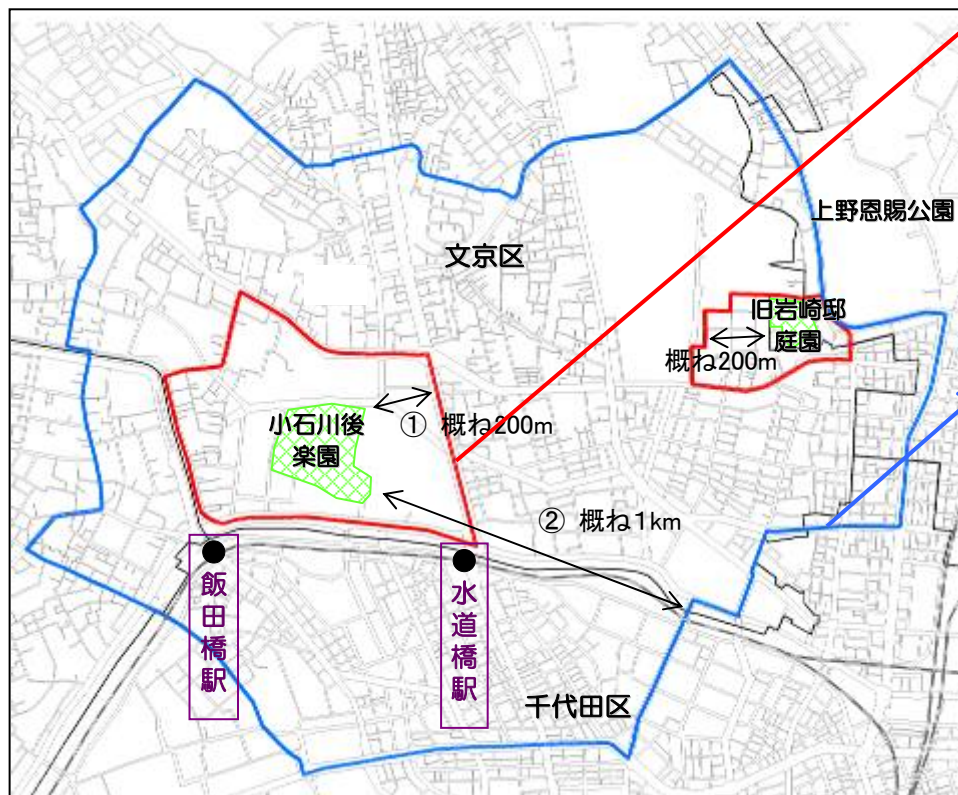 上野恩賜公園
文京区
旧岩崎邸
庭園
概ね200m
小石川後
楽園
① 概ね200m
② 概ね1km
飯田橋駅
水道橋駅
千代田区